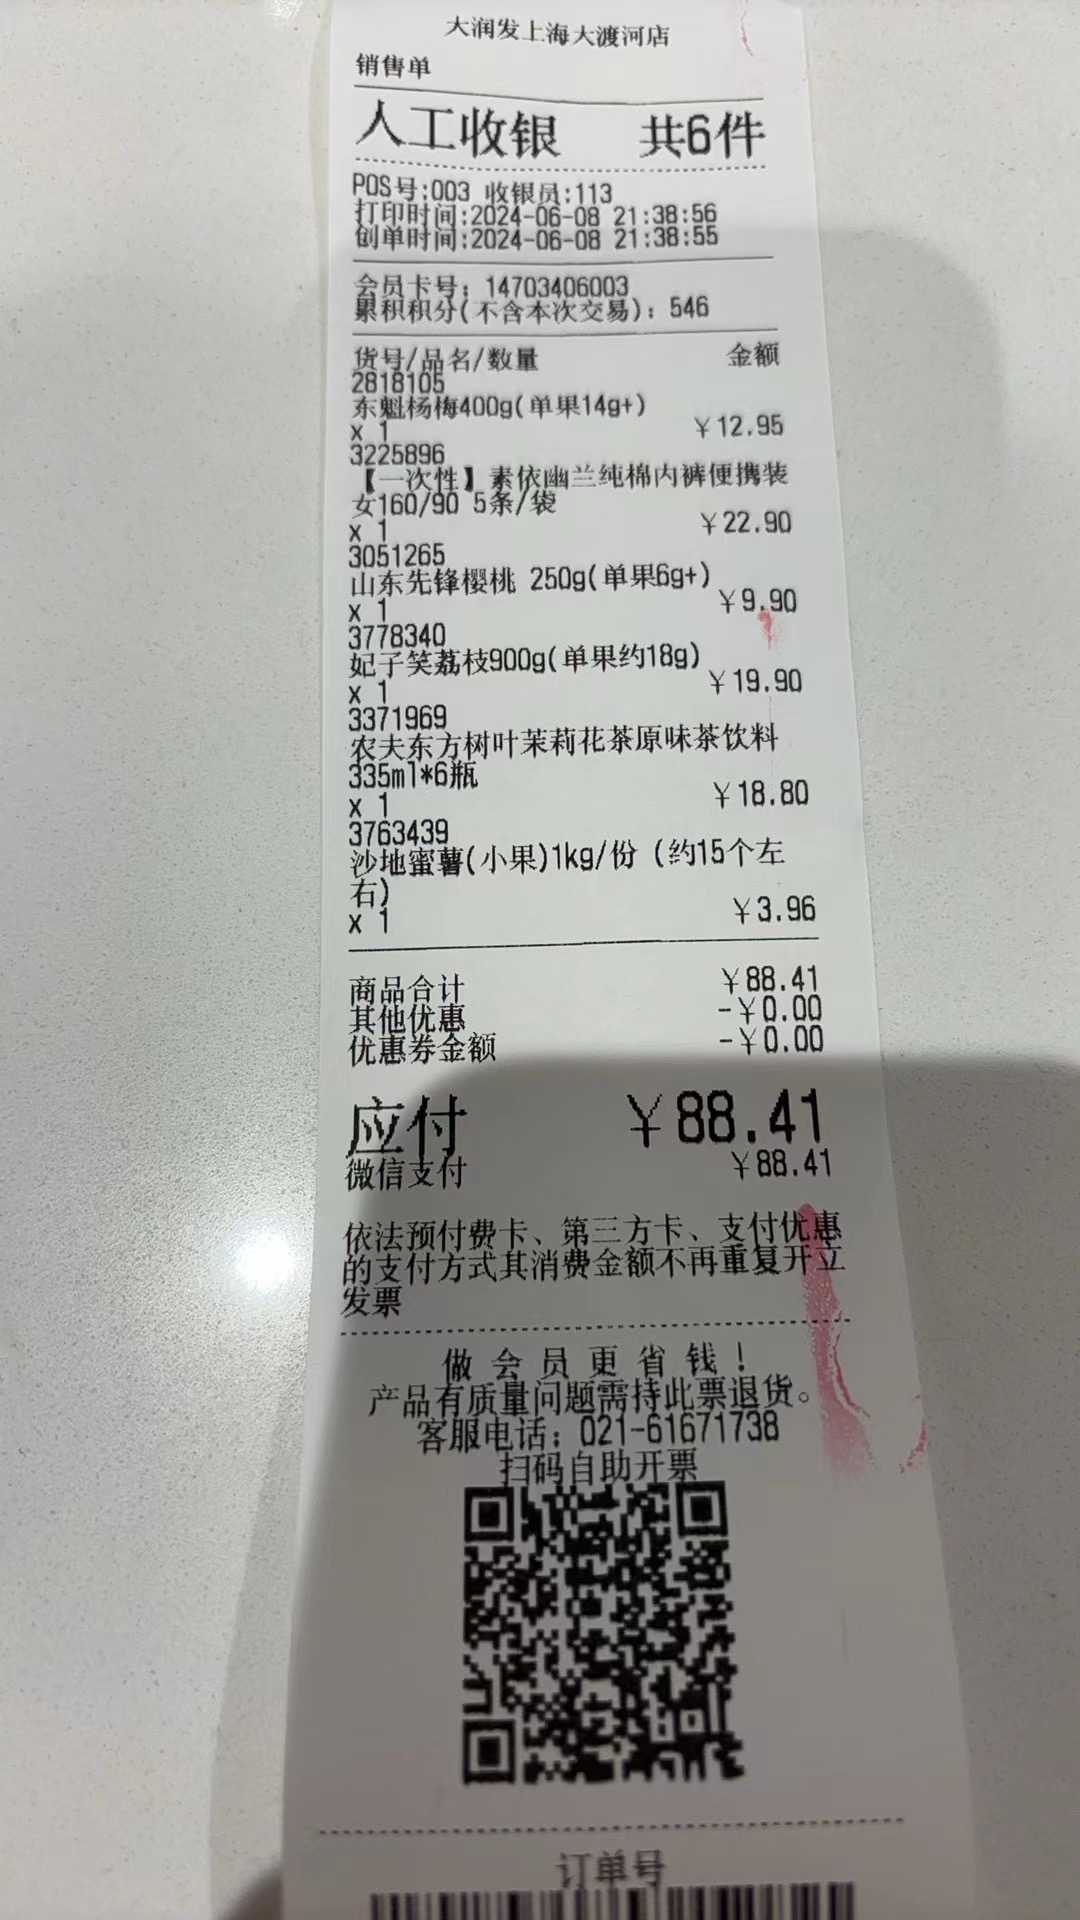 大润发上海大渡河店
销售单
人工收银 共6件
POS号:003 收银员:113
打印时间:2024-06-08 21:38:56
创单时间:2024-06-08 21:38:55
会员卡号：14703406003
累积积分(不含本次交易)：546
货号/品名/数量 金额
2818105
东魁杨梅400g(单果14g+)
x 1 ￥12.95
3225896
【一次性】素依幽兰纯棉内裤便携装
女160/90 5条/袋
x 1 ￥22.90
3051265
山东先锋樱桃 250g(单果6g+)
x 1 ￥9.90
3778340
妃子笑荔枝900g(单果约18g)
x 1 ￥19.90
3371969
农夫东方树叶茉莉花茶原味茶饮料
335ml*6瓶
x 1 ￥18.80
3763439
沙地蜜薯(小果)1kg/份 (约15个左
右)
x 1 ￥3.96
商品合计 ￥88.41
其他优惠 -￥0.00
优惠券金额 -￥0.00
应付 ￥88.41
微信支付 ￥88.41
依法预付费卡、第三方卡、支付优惠
的支付方式其消费金额不再重复开立
发票
做会员更省钱！
产品有质量问题需持此票退货。
客服电话：021-61671738
扫码自助开票
订单号